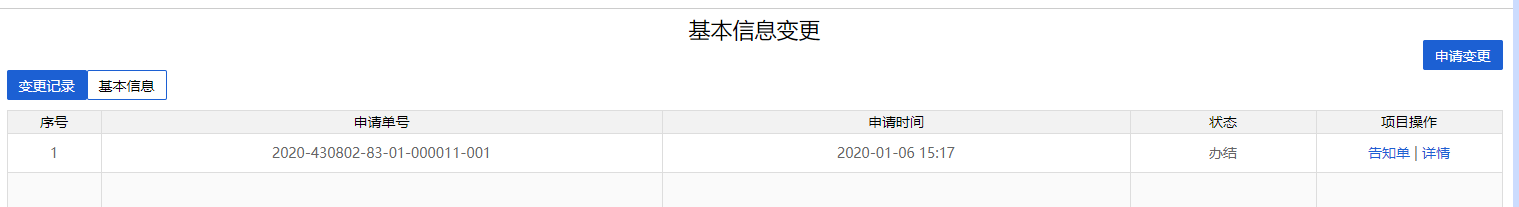 基本信息变更
申请变更
变更记录 基本信息
序号 申请单号 申请时间 状态 项目操作
1 2020-430802-83-01-000011-001 2020-01-06 15:17 办结 告知单 | 详情